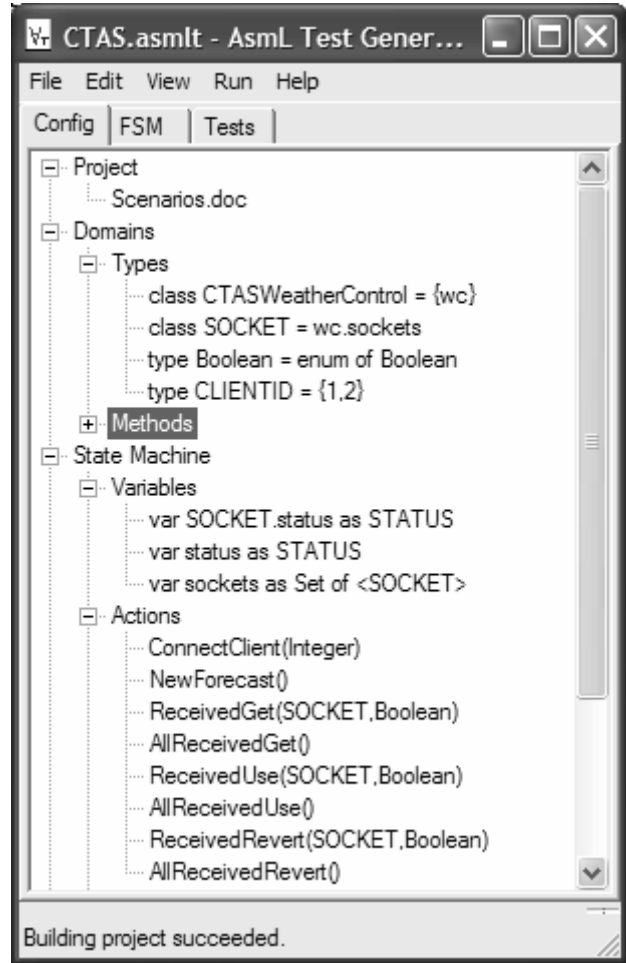 CTAS.asmlt - AsmL Test Gener...
File Edit View Run Help
Config FSM Tests
Project
Scenarios.doc
Domains
Types
class CTASWeatherControl = {wc}
class SOCKET = wc.sockets
type Boolean = enum of Boolean
type CLIENTID = {1,2}
Methods
State Machine
Variables
var SOCKET.status as STATUS
var status as STATUS
var sockets as Set of <SOCKET>
Actions
ConnectClient(Integer)
NewForecast()
ReceivedGet(SOCKET,Boolean)
AllReceivedGet()
ReceivedUse(SOCKET,Boolean)
AllReceivedUse()
ReceivedRevert(SOCKET,Boolean)
AllReceivedRevert()
Building project succeeded.